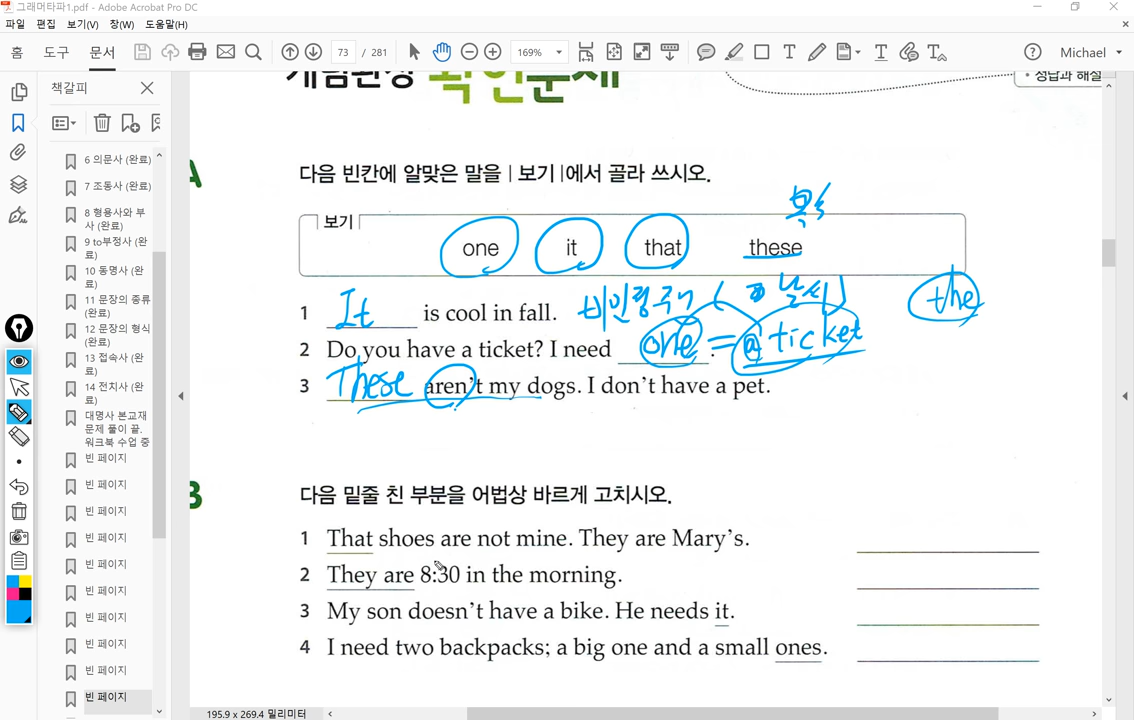 그래머타파1.pdf - Adobe Acrobat Pro DC
파일 편집 보기(V) 창(W) 도움말(H)
홈 도구 문서 73 / 281 169% Michael
책갈피
개념완성 확인문제
정답과 해설
6 의문사 (완료)
7 조동사 (완료)
8 형용사와 부
사 (완료)
9 to부정사 (완
료)
10 동명사 (완
료)
11 문장의 종류
(완료)
12 문장의 형식
(완료)
13 접속사 (완
료)
14 전치사 (완
료)
대명사 본교재
문제 풀이 끝.
워크북 수업 중
빈 페이지
빈 페이지
빈 페이지
빈 페이지
빈 페이지
빈 페이지
빈 페이지
빈 페이지
빈 페이지
빈 페이지
A
다음 빈칸에 알맞은 말을 | 보기 |에서 골라 쓰시오.
복수
보기
one it that these
1 It is cool in fall. 비인칭주어 ( 날씨) the
2 Do you have a ticket? I need one. = a ticket
3 These aren't my dogs. I don't have a pet.
B
다음 밑줄 친 부분을 어법상 바르게 고치시오.
1 That shoes are not mine. They are Mary's.
2 They are 8:30 in the morning.
3 My son doesn't have a bike. He needs it.
4 I need two backpacks; a big one and a small ones.
195.9 x 269.4 밀리미터